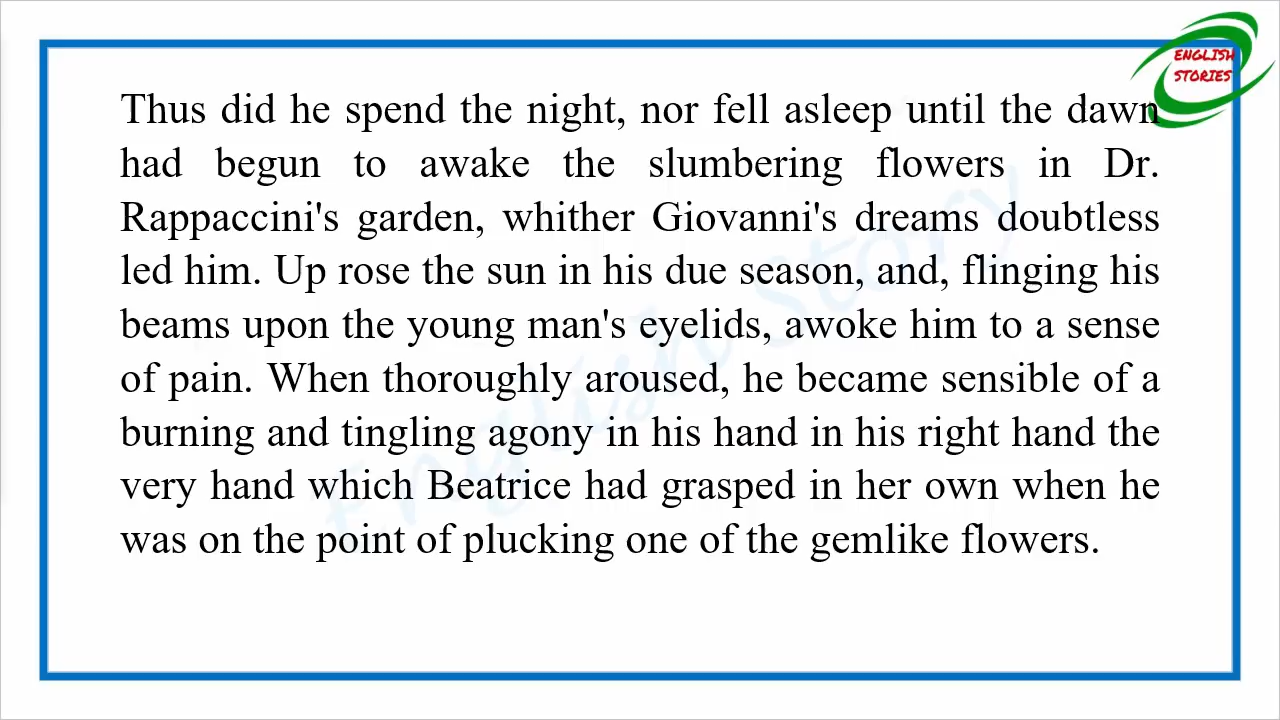 ENGLISH
STORIES
Thus did he spend the night, nor fell asleep until the dawn
had begun to awake the slumbering flowers in Dr.
Rappaccini's garden, whither Giovanni's dreams doubtless
led him. Up rose the sun in his due season, and, flinging his
beams upon the young man's eyelids, awoke him to a sense
of pain. When thoroughly aroused, he became sensible of a
burning and tingling agony in his hand in his right hand the
very hand which Beatrice had grasped in her own when he
was on the point of plucking one of the gemlike flowers.
English Story